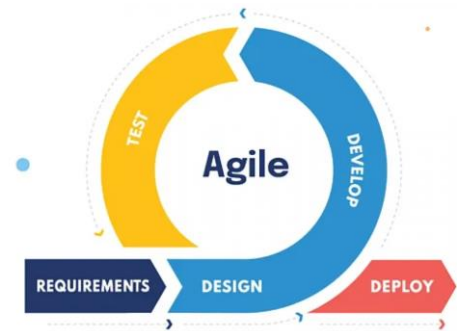 TEST
Agile
DEVELOP
REQUIREMENTS
DESIGN
DEPLOY